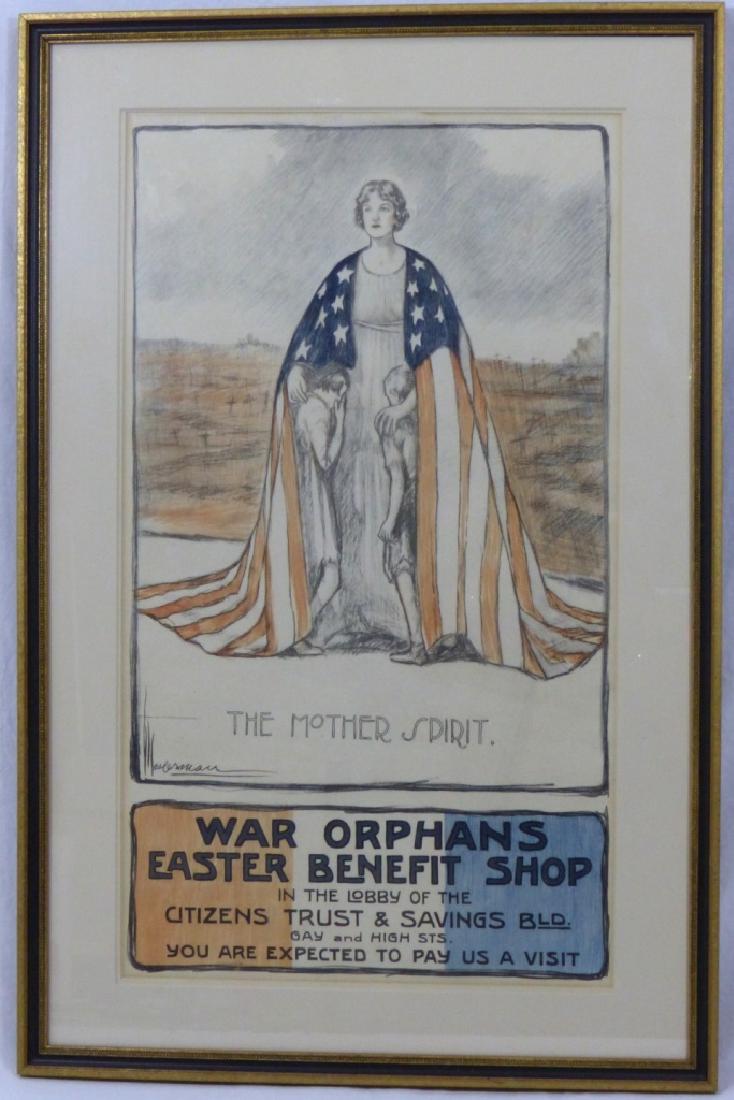 THE MOTHER SPIRIT.
WAR ORPHANS
EASTER BENEFIT SHOP
IN THE LOBBY OF THE
CITIZENS TRUST & SAVINGS BLD.
GAY and HIGH STS.
YOU ARE EXPECTED TO PAY US A VISIT